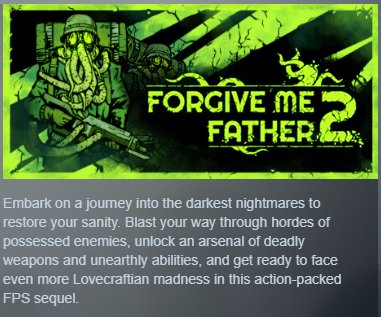 FORGIVE ME
FATHER 2
Embark on a journey into the darkest nightmares to
restore your sanity. Blast your way through hordes of
possessed enemies, unlock an arsenal of deadly
weapons and unearthly abilities, and get ready to face
even more Lovecraftian madness in this action-packed
FPS sequel.